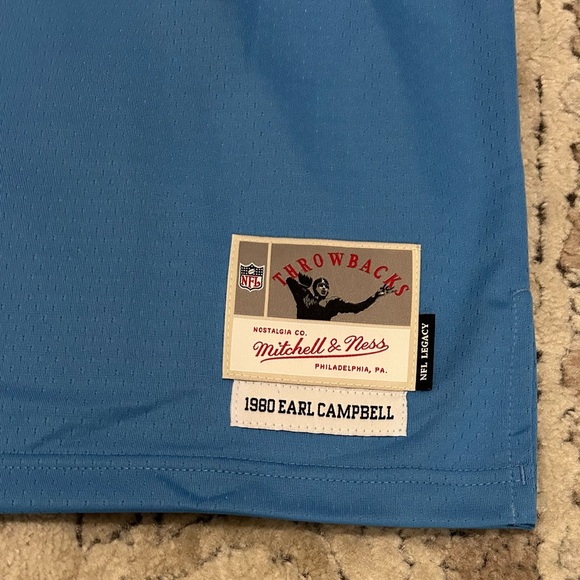 THROWBACKS
NFL
NOSTALGIA CO.
Mitchell & Ness
PHILADELPHIA, PA.
NFL LEGACY
1980 EARL CAMPBELL